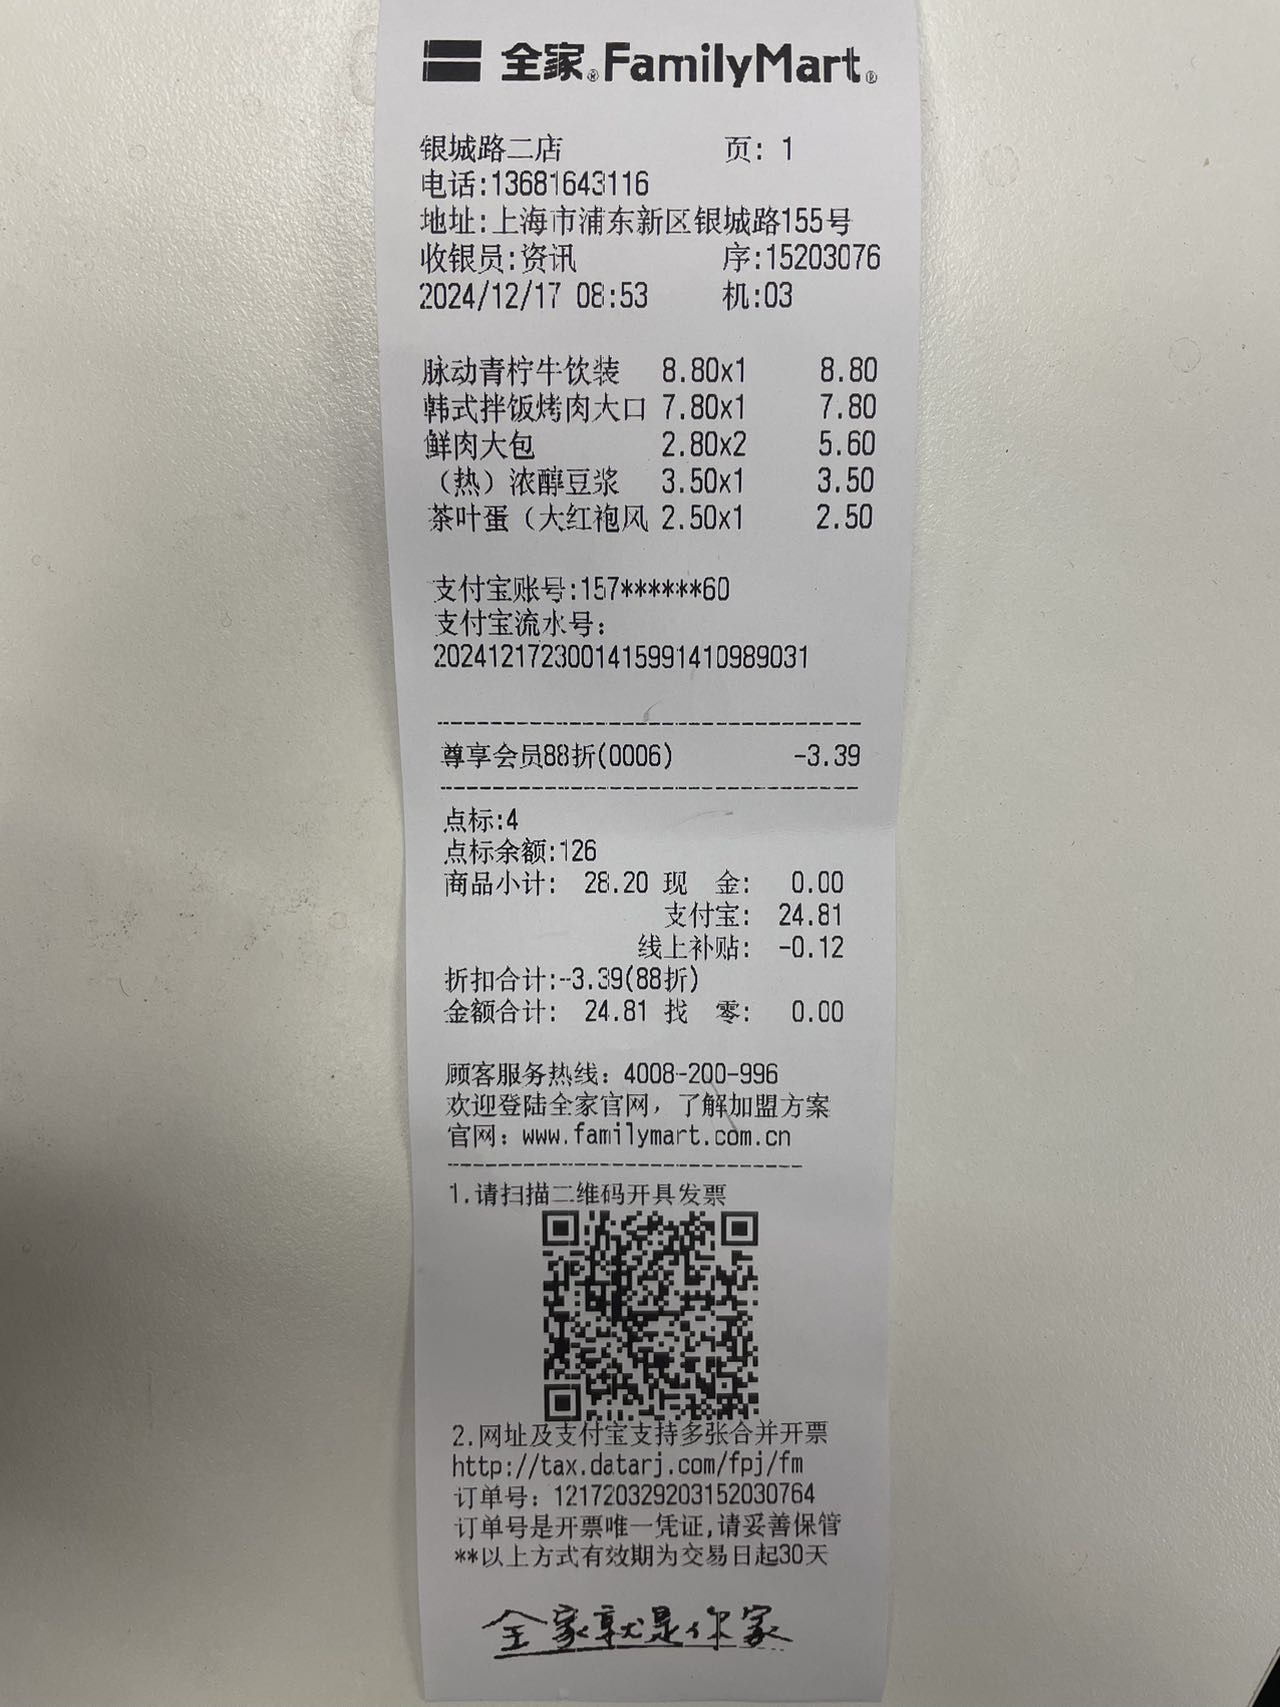 全家® FamilyMart®
银城路二店 页: 1
电话:13681643116
地址:上海市浦东新区银城路155号
收银员:资讯 序:15203076
2024/12/17 08:53 机:03
脉动青柠牛饮装 8.80x1 8.80
韩式拌饭烤肉大口 7.80x1 7.80
鲜肉大包 2.80x2 5.60
（热）浓醇豆浆 3.50x1 3.50
茶叶蛋（大红袍风 2.50x1 2.50
支付宝账号:157******60
支付宝流水号:
2024121723001415991410989031
尊享会员88折(0006) -3.39
点标:4
点标余额:126
商品小计: 28.20 现 金: 0.00
支付宝: 24.81
线上补贴: -0.12
折扣合计:-3.39(88折)
金额合计: 24.81 找 零: 0.00
顾客服务热线: 4008-200-996
欢迎登陆全家官网，了解加盟方案
官网: www.familymart.com.cn
1.请扫描二维码开具发票
2.网址及支付宝支持多张合并开票
http://tax.datarj.com/fpj/fm
订单号: 121720329203152030764
订单号是开票唯一凭证,请妥善保管
**以上方式有效期为交易日起30天
全家就是你家